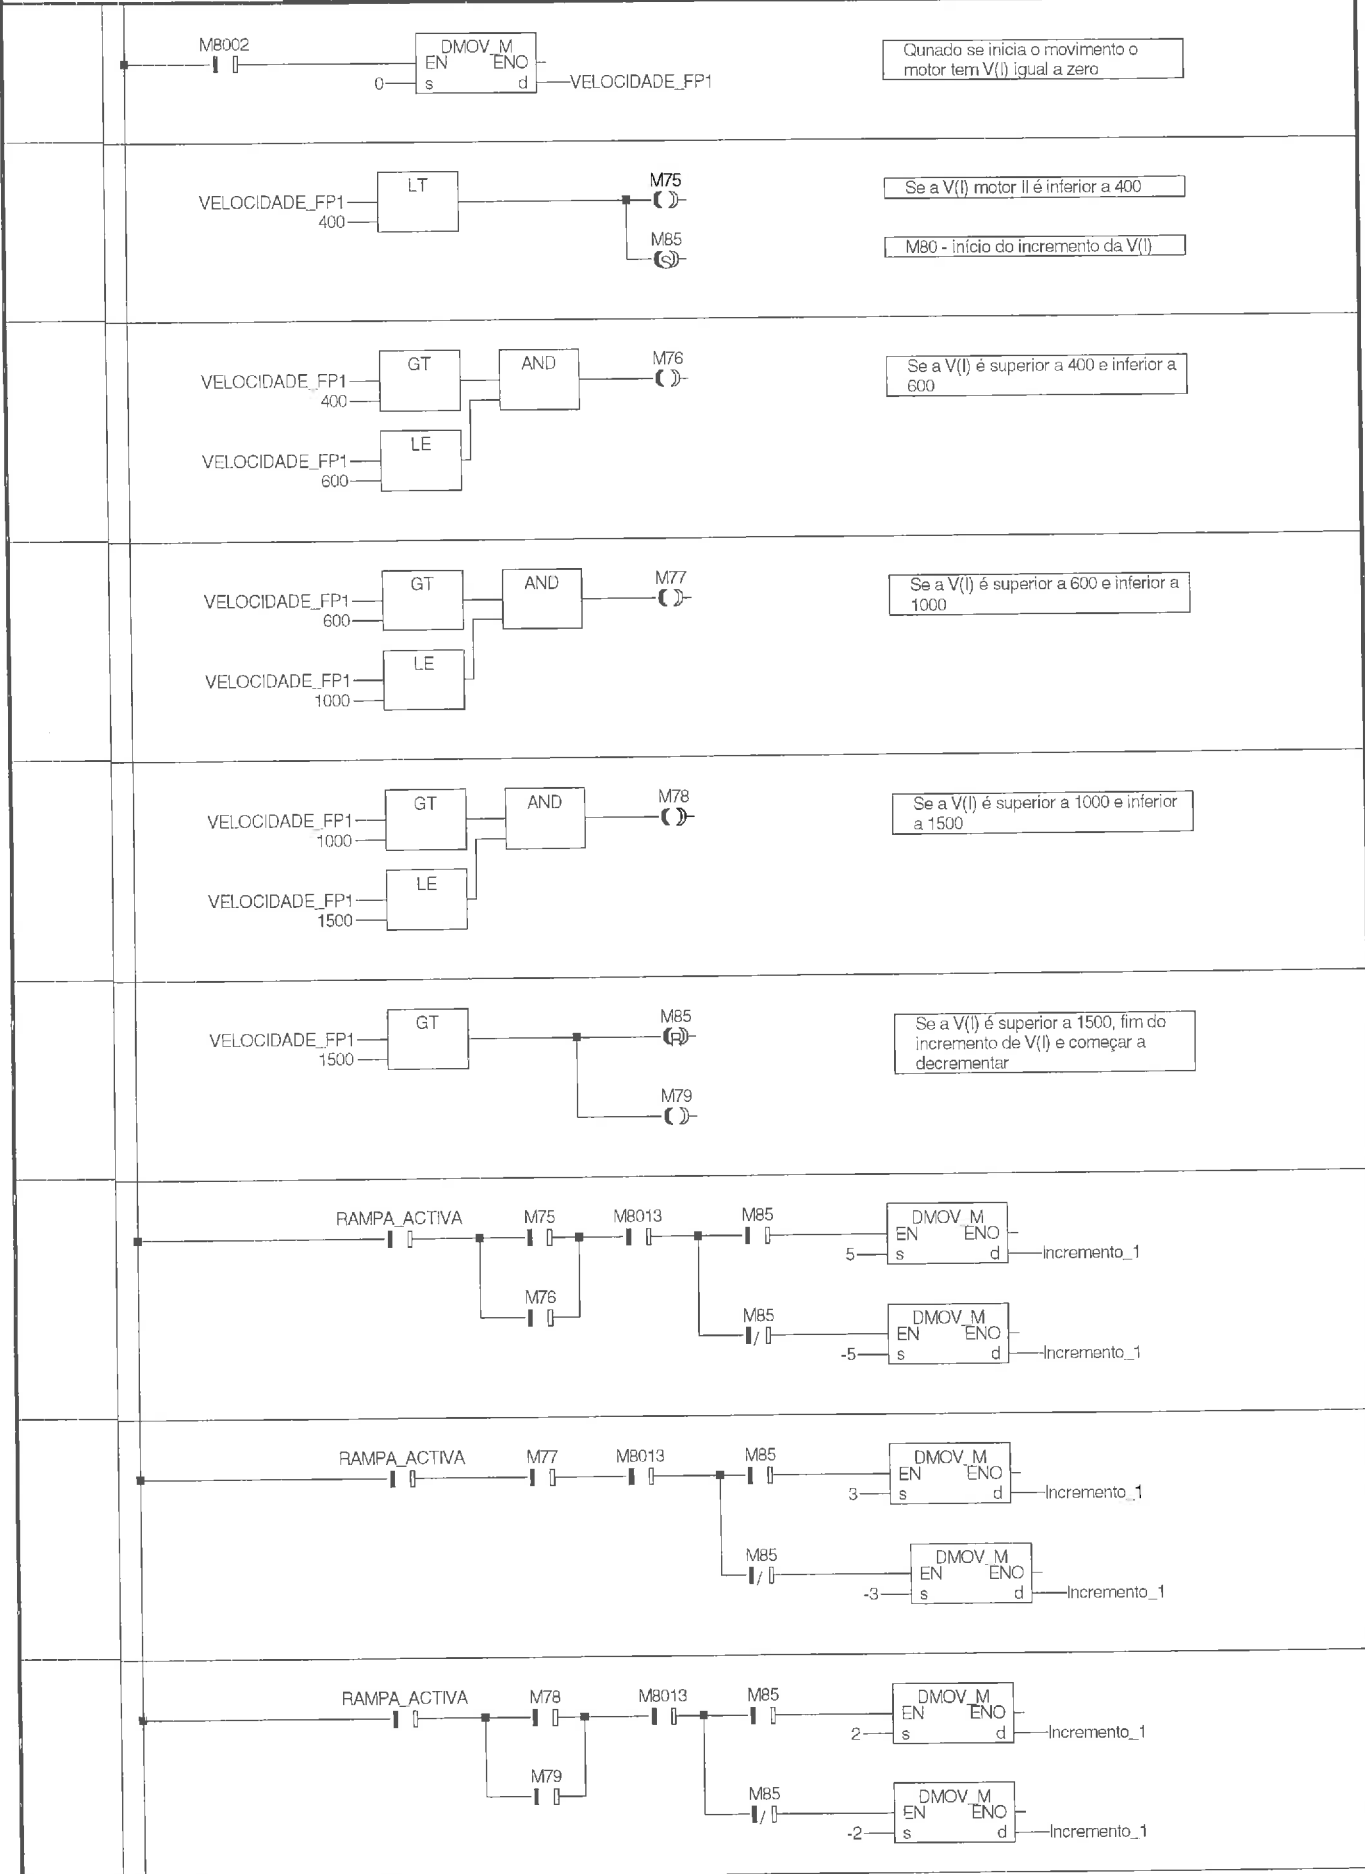 M8002
DMOV_M
EN ENO
0 s d VELOCIDADE_FP1
Qunado se inicia o movimento o
motor tem V(I) igual a zero
LT
VELOCIDADE_FP1
400
M75
M85
S
Se a V(I) motor II é inferior a 400
M80 - início do incremento da V(I)
GT
AND
M76
VELOCIDADE_FP1
400
LE
VELOCIDADE_FP1
600
Se a V(I) é superior a 400 e inferior a
600
GT
AND
M77
VELOCIDADE_FP1
600
LE
VELOCIDADE_FP1
1000
Se a V(I) é superior a 600 e inferior a
1000
GT
AND
M78
VELOCIDADE_FP1
1000
LE
VELOCIDADE_FP1
1500
Se a V(I) é superior a 1000 e inferior
a 1500
GT
VELOCIDADE_FP1
1500
M85
R
M79
Se a V(I) é superior a 1500, fim do
incremento de V(I) e começar a
decrementar
RAMPA_ACTIVA M75 M8013 M85
DMOV_M
EN ENO
5 s d Incremento_1
M76
M85
DMOV_M
EN ENO
-5 s d Incremento_1
RAMPA_ACTIVA M77 M8013 M85
DMOV_M
EN ENO
3 s d Incremento_1
M85
DMOV_M
EN ENO
-3 s d Incremento_1
RAMPA_ACTIVA M78 M8013 M85
DMOV_M
EN ENO
2 s d Incremento_1
M79
M85
DMOV_M
EN ENO
-2 s d Incremento_1